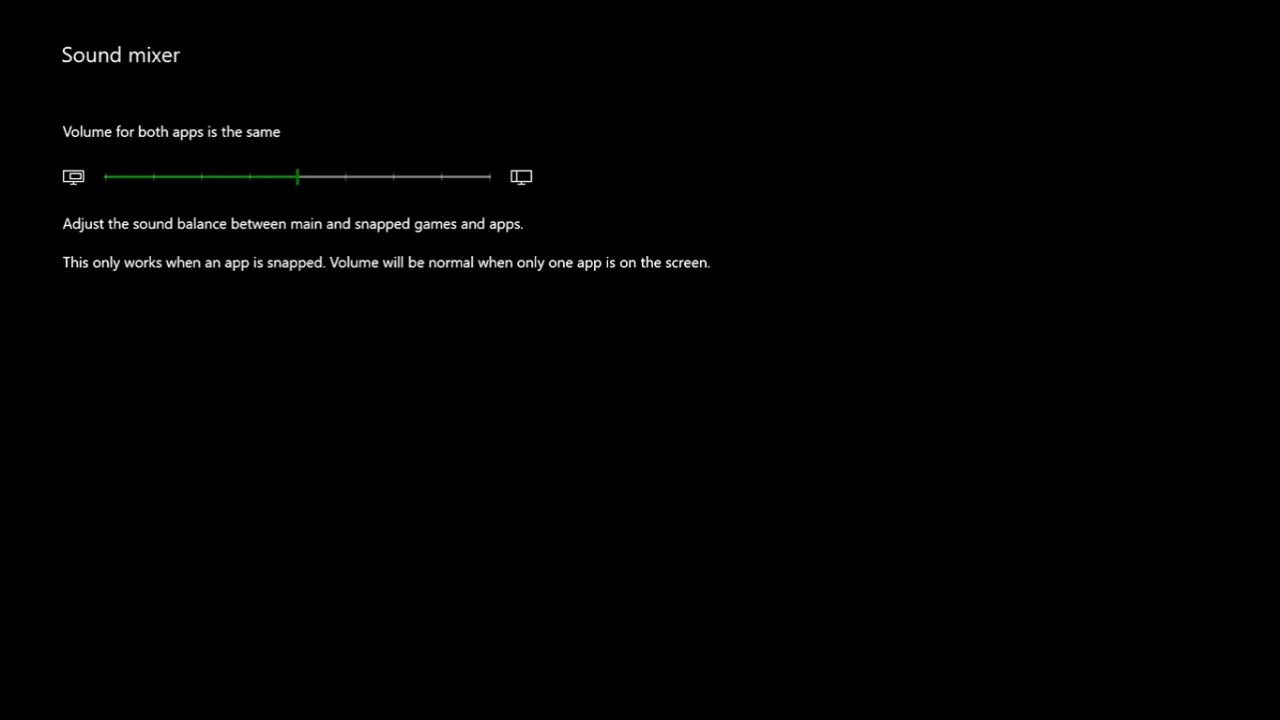 Sound mixer
Volume for both apps is the same
Adjust the sound balance between main and snapped games and apps.
This only works when an app is snapped. Volume will be normal when only one app is on the screen.